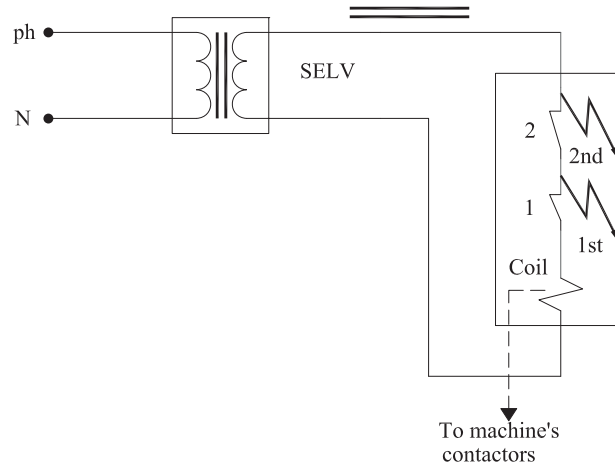 ph
SELV
N
2
2nd
1
1st
Coil
To machine's
contactors